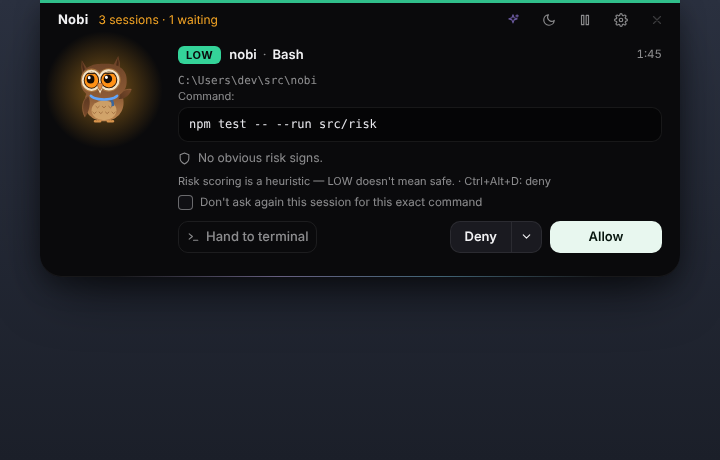 Nobi 3 sessions · 1 waiting
LOW nobi · Bash 1:45
C:\Users\dev\src\nobi
Command:
npm test -- --run src/risk
No obvious risk signs.
Risk scoring is a heuristic — LOW doesn't mean safe. · Ctrl+Alt+D: deny
Don't ask again this session for this exact command
Hand to terminal Deny Allow